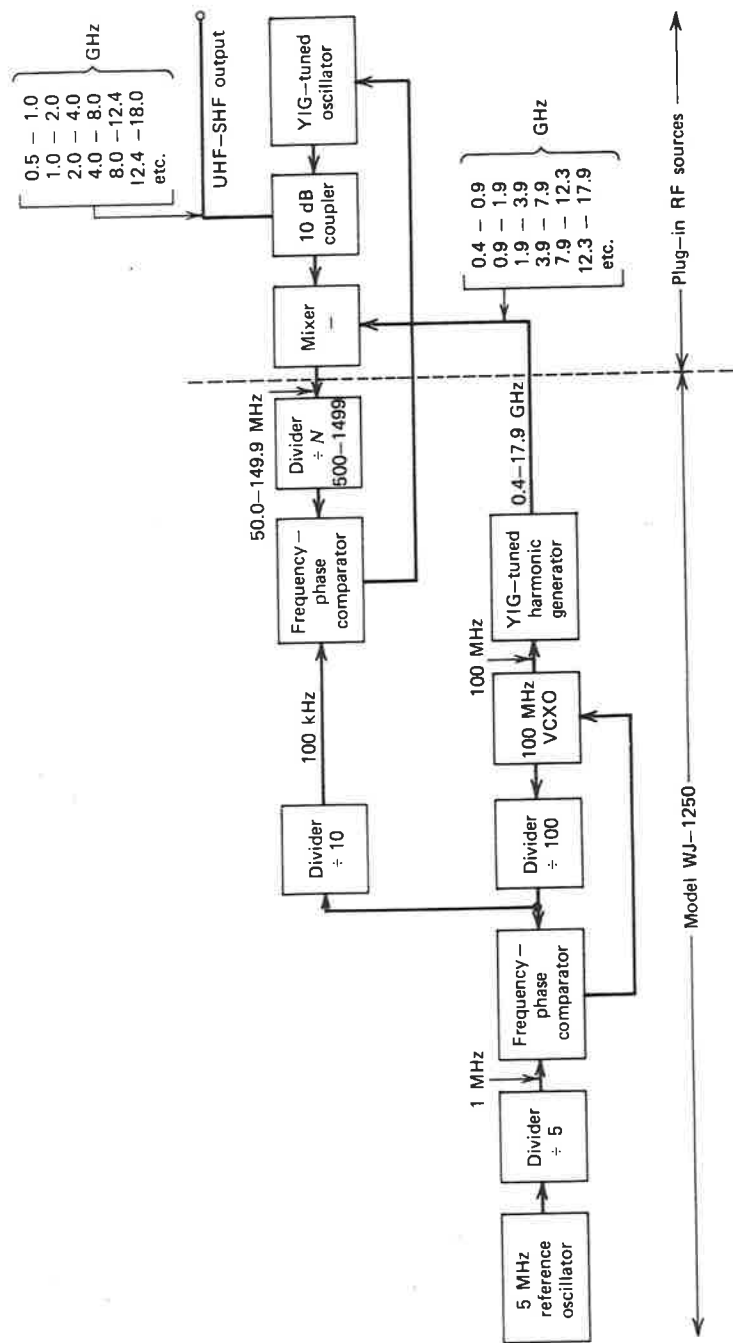 0.5 – 1.0
1.0 – 2.0
2.0 – 4.0
4.0 – 8.0
8.0 –12.4
12.4 –18.0
etc.
GHz
UHF–SHF output
YIG–tuned
oscillator
10 dB
coupler
Mixer
–
50.0–149.9 MHz
Divider
÷ N
500–1499
Frequency–
phase
comparator
100 kHz
Divider
÷ 10
0.4 – 0.9
0.9 – 1.9
1.9 – 3.9
3.9 – 7.9
7.9 – 12.3
12.3 – 17.9
etc.
GHz
0.4–17.9 GHz
YIG–tuned
harmonic
generator
100 MHz
100 MHz
VCXO
Divider
÷ 100
Frequency–
phase
comparator
1 MHz
Divider
÷ 5
5 MHz
reference
oscillator
Model WJ–1250
Plug–in RF sources